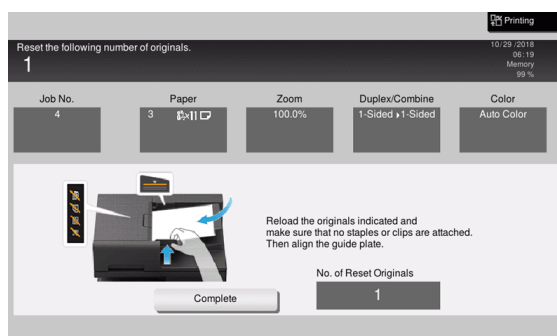 Printing
Reset the following number of originals.
1
10/29 /2018
06:19
Memory
99 %
Job No.
Paper
Zoom
Duplex/Combine
Color
4
3 8½×11
100.0%
1-Sided ▸1-Sided
Auto Color
Reload the originals indicated and
make sure that no staples or clips are attached.
Then align the guide plate.
No. of Reset Originals
1
Complete